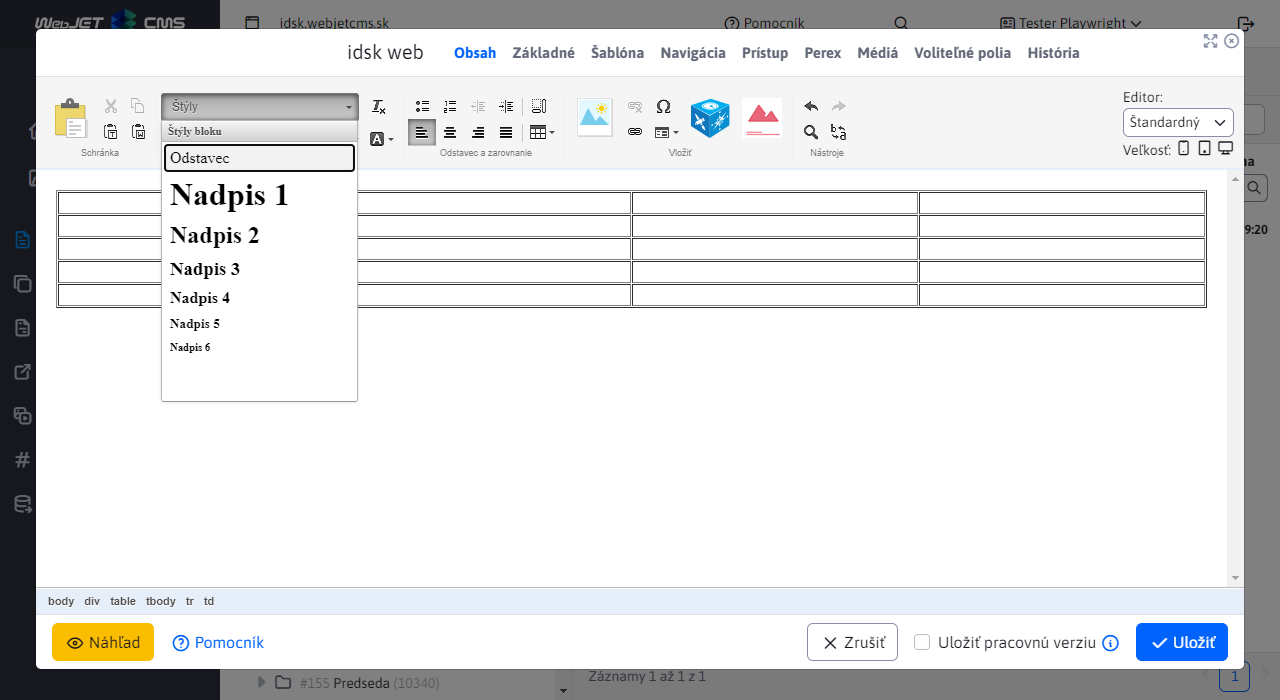 WebJET CMS
idsk.webjetcms.sk
Pomocník
Tester Playwright
idsk web
Obsah
Základné
Šablóna
Navigácia
Prístup
Perex
Médiá
Voliteľné polia
História
Schránka
Štýly
Štýly bloku
Odstavec
Nadpis 1
Nadpis 2
Nadpis 3
Nadpis 4
Nadpis 5
Nadpis 6
Odstavec a zarovnanie
Vložiť
Nástroje
Editor:
Štandardný
Veľkosť:
na
9:20
body div table tbody tr td
Náhľad
Pomocník
Zrušiť
Uložiť pracovnú verziu
Uložiť
#155 Predseda (10340)
Záznamy 1 až 1 z 1
1